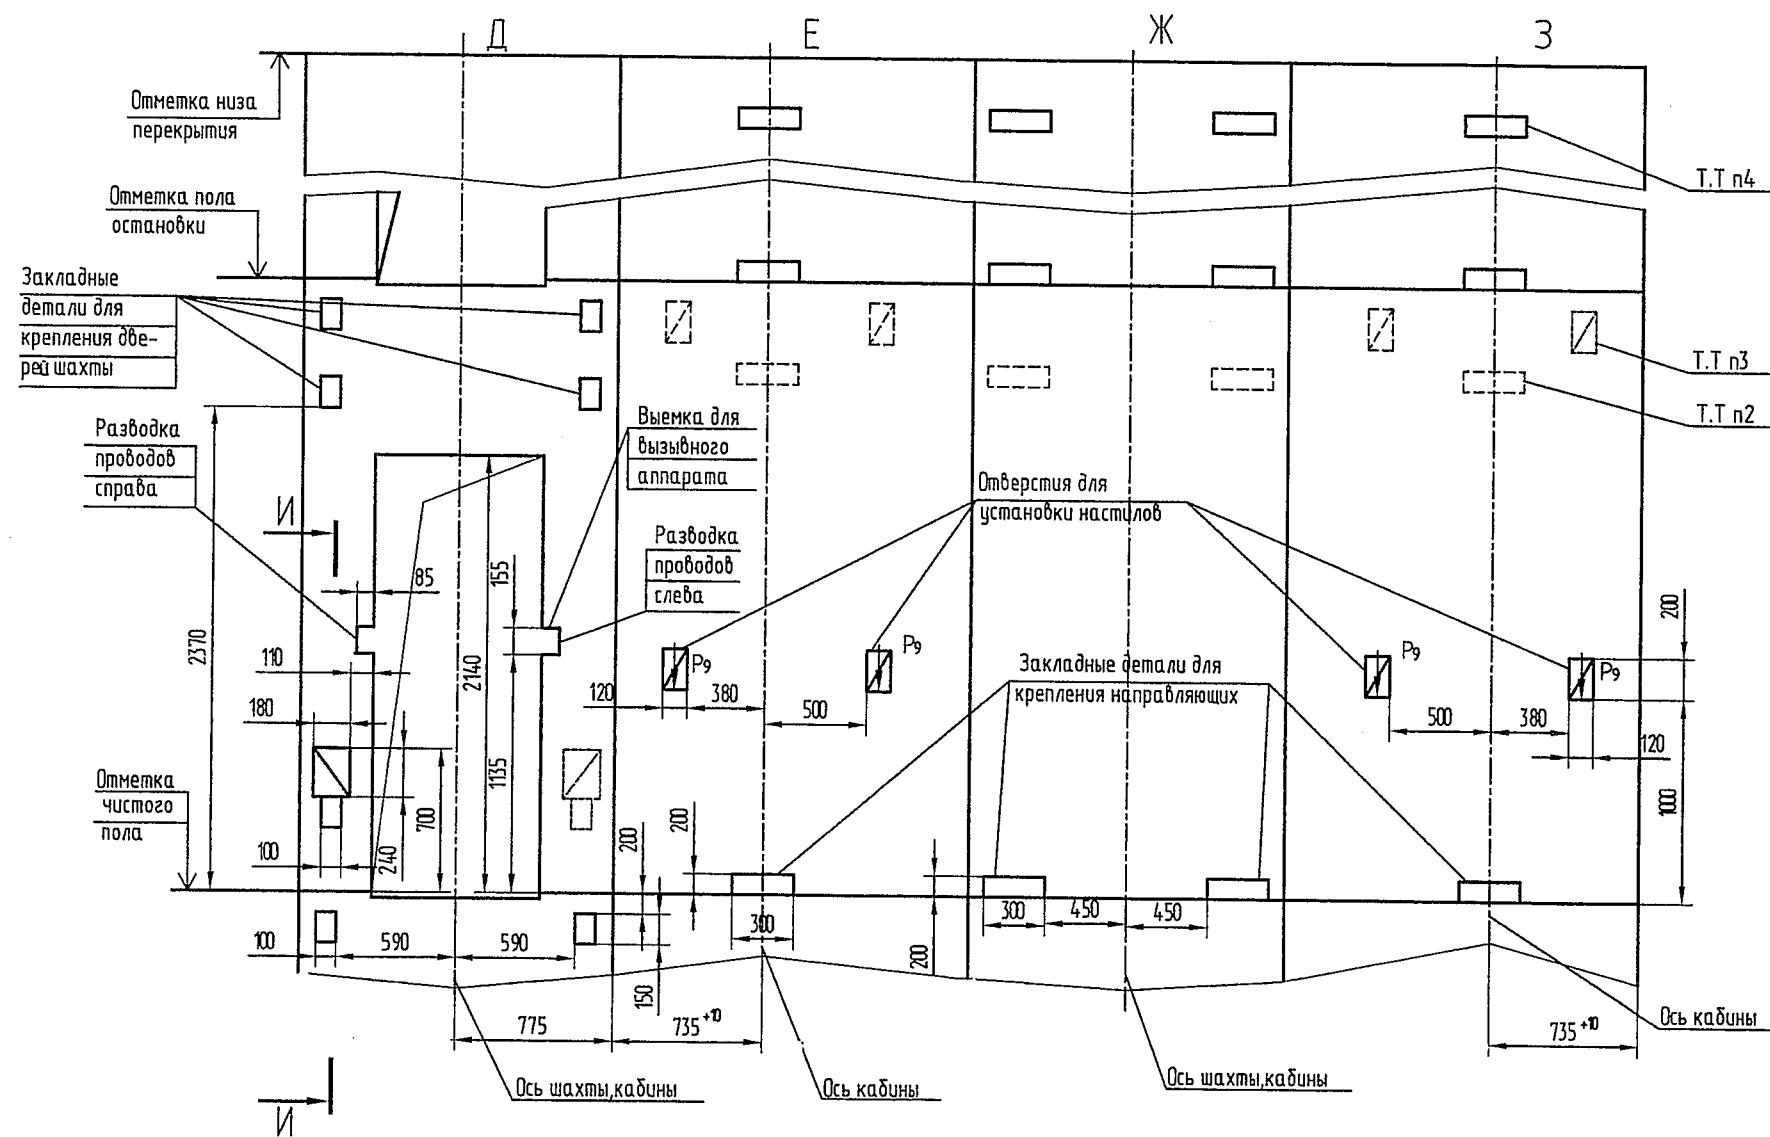 Д
Е
Ж
З
Отметка низа
перекрытия
Т.Т п4
Отметка пола
остановки
Закладные
детали для
крепления две-
рей шахты
Т.Т п3
Т.Т п2
Разводка
проводов
справа
Выемка для
вызывного
аппарата
Отверстия для
установки настилов
И
Разводка
проводов
слева
85
155
2370
110
2140
200
P9
P9
P9
P9
Закладные детали для
крепления направляющих
120
380
500
500
380
120
180
1135
700
240
1000
Отметка
чистого
пола
100
200
200
300
300
450
450
200
100
590
590
150
775
735+10
735+10
Ось кабины
Ось шахты,кабины
Ось кабины
Ось шахты,кабины
И